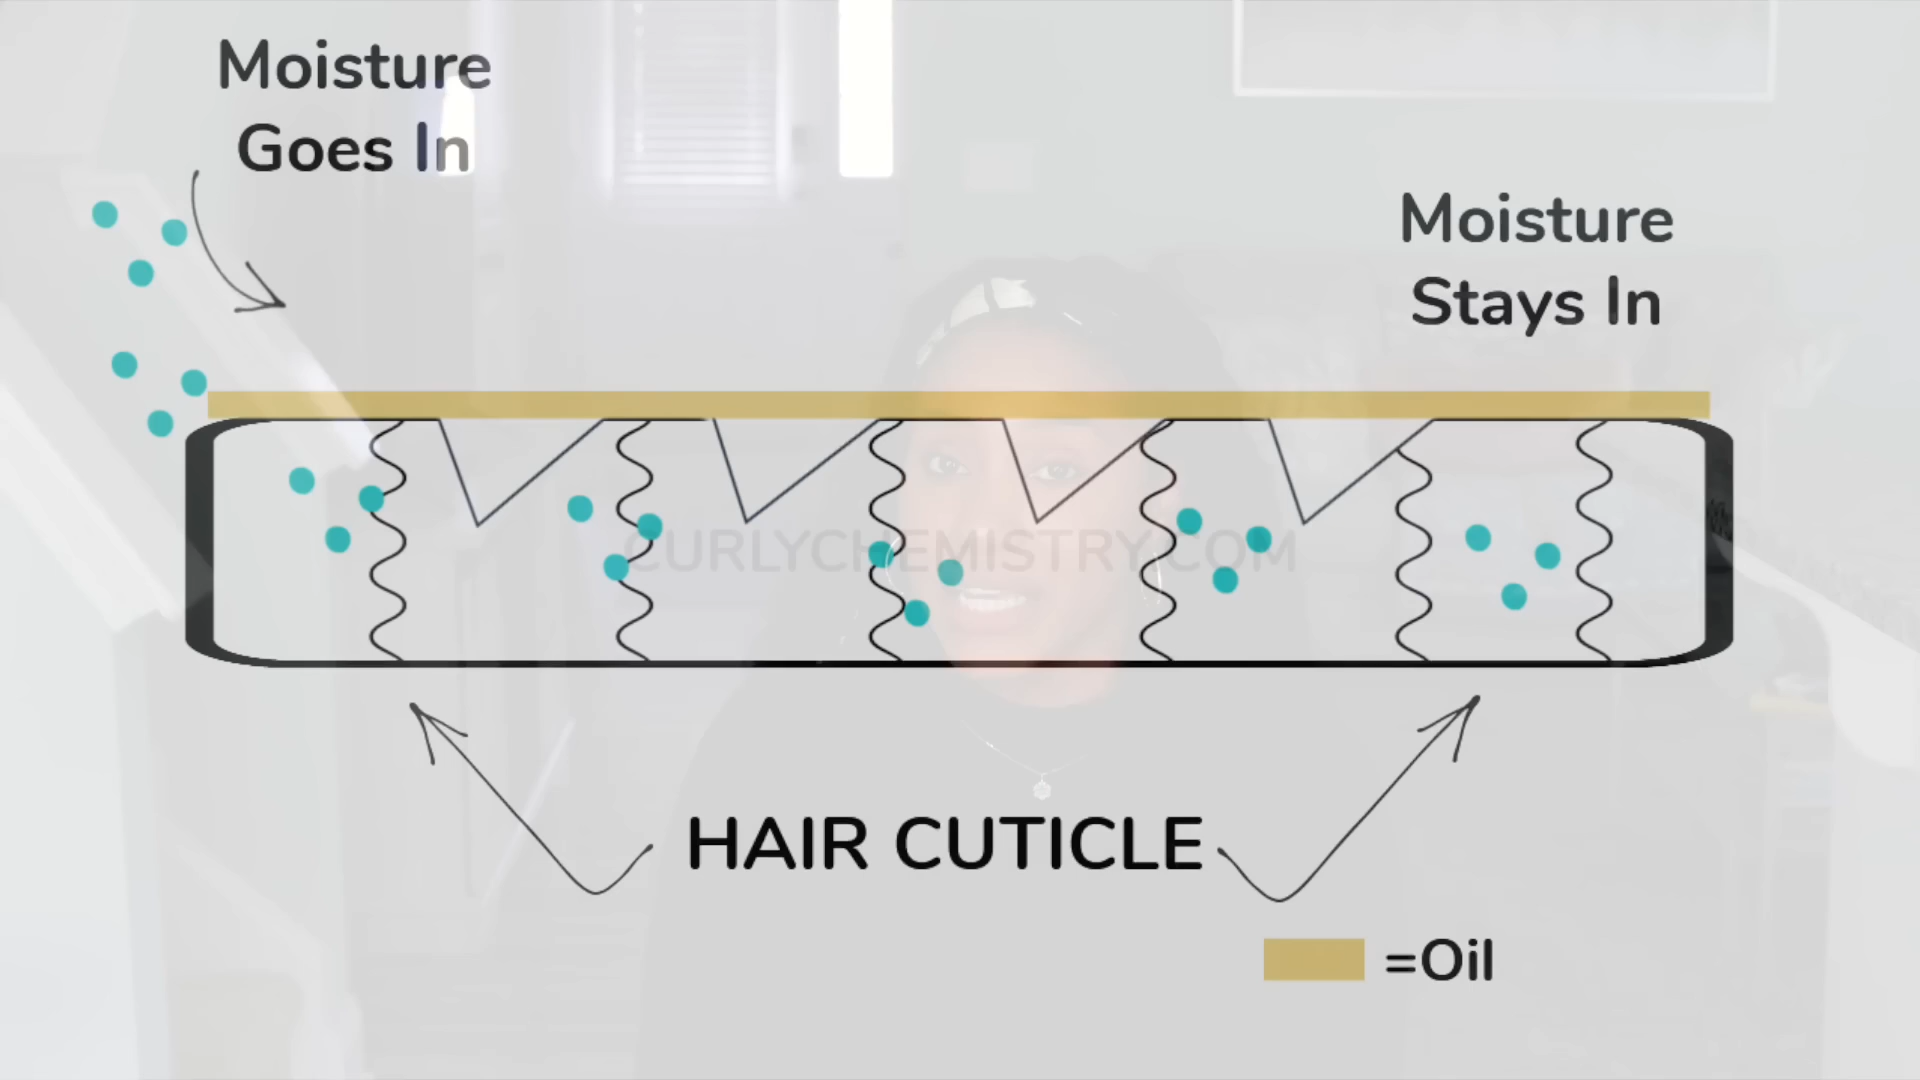 Moisture
Goes In
Moisture
Stays In
CURLYCHEMISTRY.COM
HAIR CUTICLE
=Oil